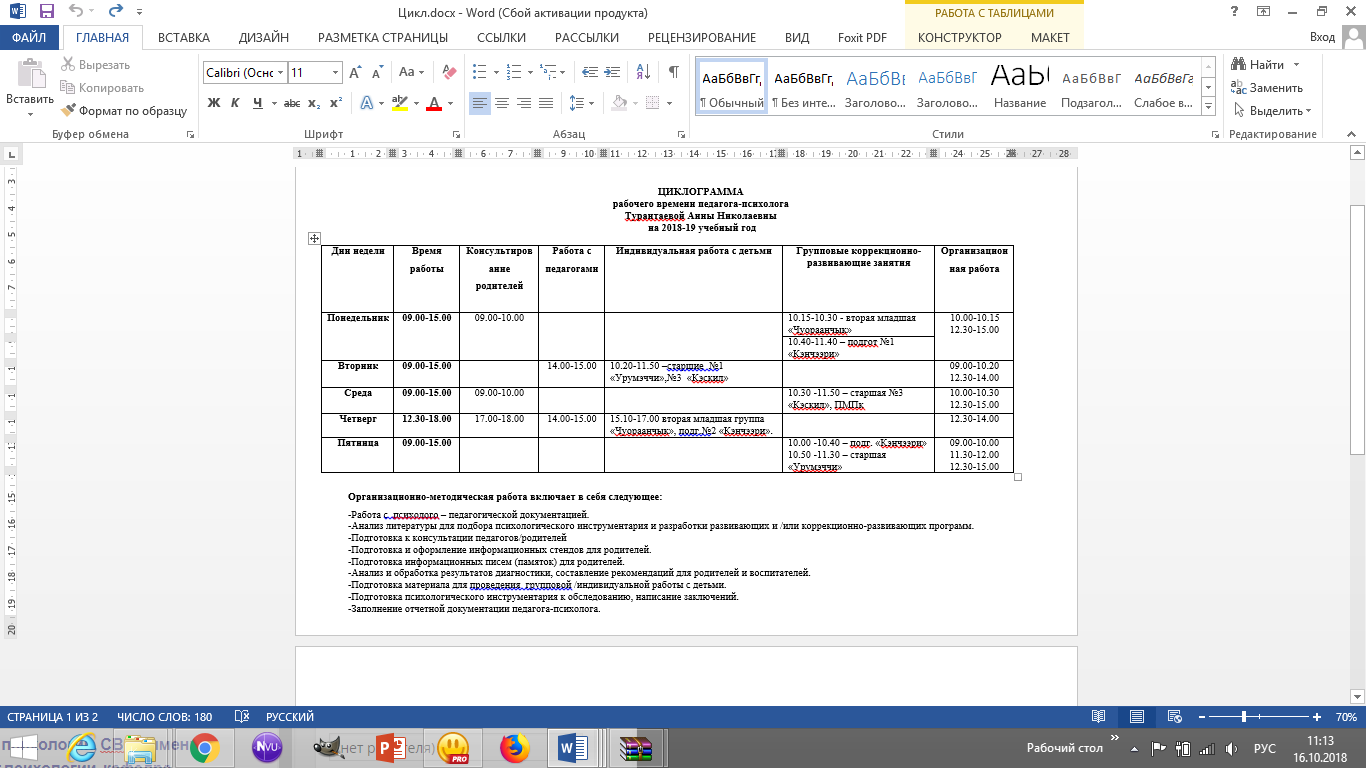 Цикл.docx - Word (Сбой активации продукта)
РАБОТА С ТАБЛИЦАМИ
ФАЙЛ ГЛАВНАЯ ВСТАВКА ДИЗАЙН РАЗМЕТКА СТРАНИЦЫ ССЫЛКИ РАССЫЛКИ РЕЦЕНЗИРОВАНИЕ ВИД Foxit PDF КОНСТРУКТОР МАКЕТ Вход
Вставить
Вырезать
Копировать
Формат по образцу
Буфер обмена
Calibri (Оснс 11
Ж К Ч abc x₂ x²
Шрифт
Абзац
АаБбВвГг, АаБбВвГг, АаБбВı АаБбВвГ АаЬ АаБбВвГ АаБбВвГг
¶ Обычный ¶ Без инте... Заголово... Заголово... Название Подзагол... Слабое в...
Стили
Найти
Заменить
Выделить
Редактирование
ЦИКЛОГРАММА
рабочего времени педагога-психолога
Турантаевой Анны Николаевны
на 2018-19 учебный год
Дни недели Время работы Консультирование родителей Работа с педагогами Индивидуальная работа с детьми Групповые коррекционно-развивающие занятия Организационная работа
Понедельник 09.00-15.00 09.00-10.00 10.15-10.30 - вторая младшая «Чуораанчык» 10.00-10.15
12.30-15.00
10.40-11.40 – подгот №1 «Кэнчээри»
Вторник 09.00-15.00 14.00-15.00 10.20-11.50 –старшие №1 «Урумэччи»,№3 «Кэскил» 09.00-10.20
12.30-14.00
Среда 09.00-15.00 09.00-10.00 10.30 -11.50 – старшая №3 «Кэскил», ПМПк 10.00-10.30
12.30-15.00
Четверг 12.30-18.00 17.00-18.00 14.00-15.00 15.10-17.00 вторая младшая группа «Чуораанчык», подг.№2 «Кэнчээри». 12.30-14.00
Пятница 09.00-15.00 10.00 -10.40 – подг. «Кэнчээри» 09.00-10.00
10.50 -11.30 – старшая 11.30-12.00
«Урумэччи» 12.30-15.00
Организационно-методическая работа включает в себя следующее:
-Работа с психолого – педагогической документацией.
-Анализ литературы для подбора психологического инструментария и разработки развивающих и /или коррекционно-развивающих программ.
-Подготовка к консультации педагогов/родителей
-Подготовка и оформление информационных стендов для родителей.
-Подготовка информационных писем (памяток) для родителей.
-Анализ и обработка результатов диагностики, составление рекомендаций для родителей и воспитателей.
-Подготовка материала для проведения групповой /индивидуальной работы с детьми.
-Подготовка психологического инструментария к обследованию, написание заключений.
-Заполнение отчетной документации педагога-психолога.
СТРАНИЦА 1 ИЗ 2 ЧИСЛО СЛОВ: 180 РУССКИЙ 70%
Рабочий стол РУС 11:13
16.10.2018